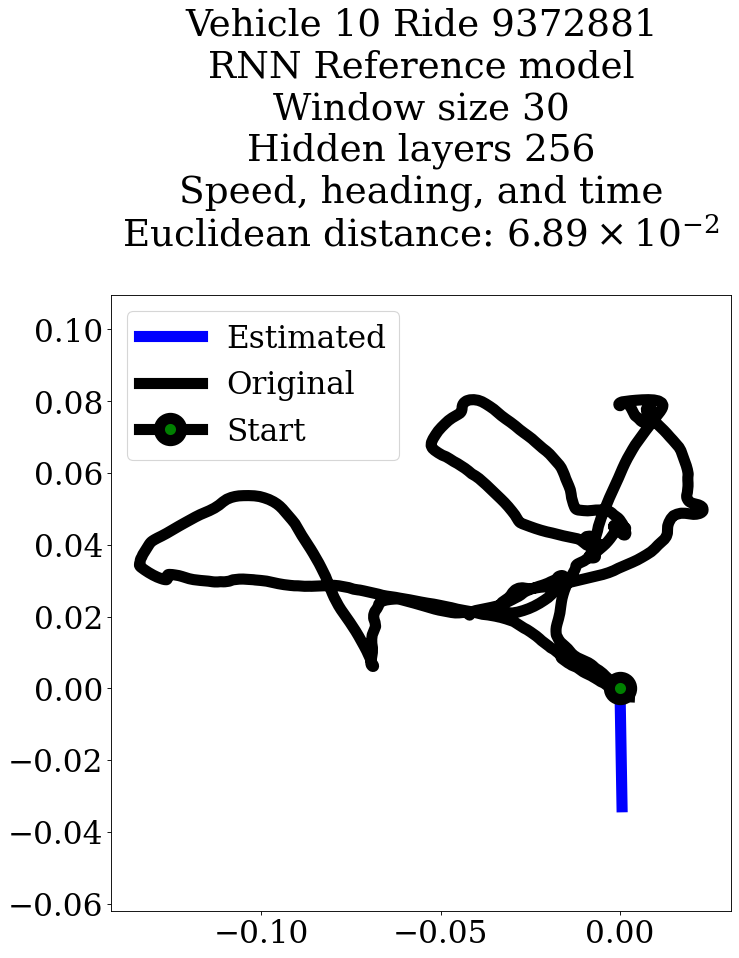 Vehicle 10 Ride 9372881
RNN Reference model
Window size 30
Hidden layers 256
Speed, heading, and time
Euclidean distance: 6.89 × 10⁻²
Estimated
Original
Start
0.10
0.08
0.06
0.04
0.02
0.00
−0.02
−0.04
−0.06
−0.10
−0.05
0.00